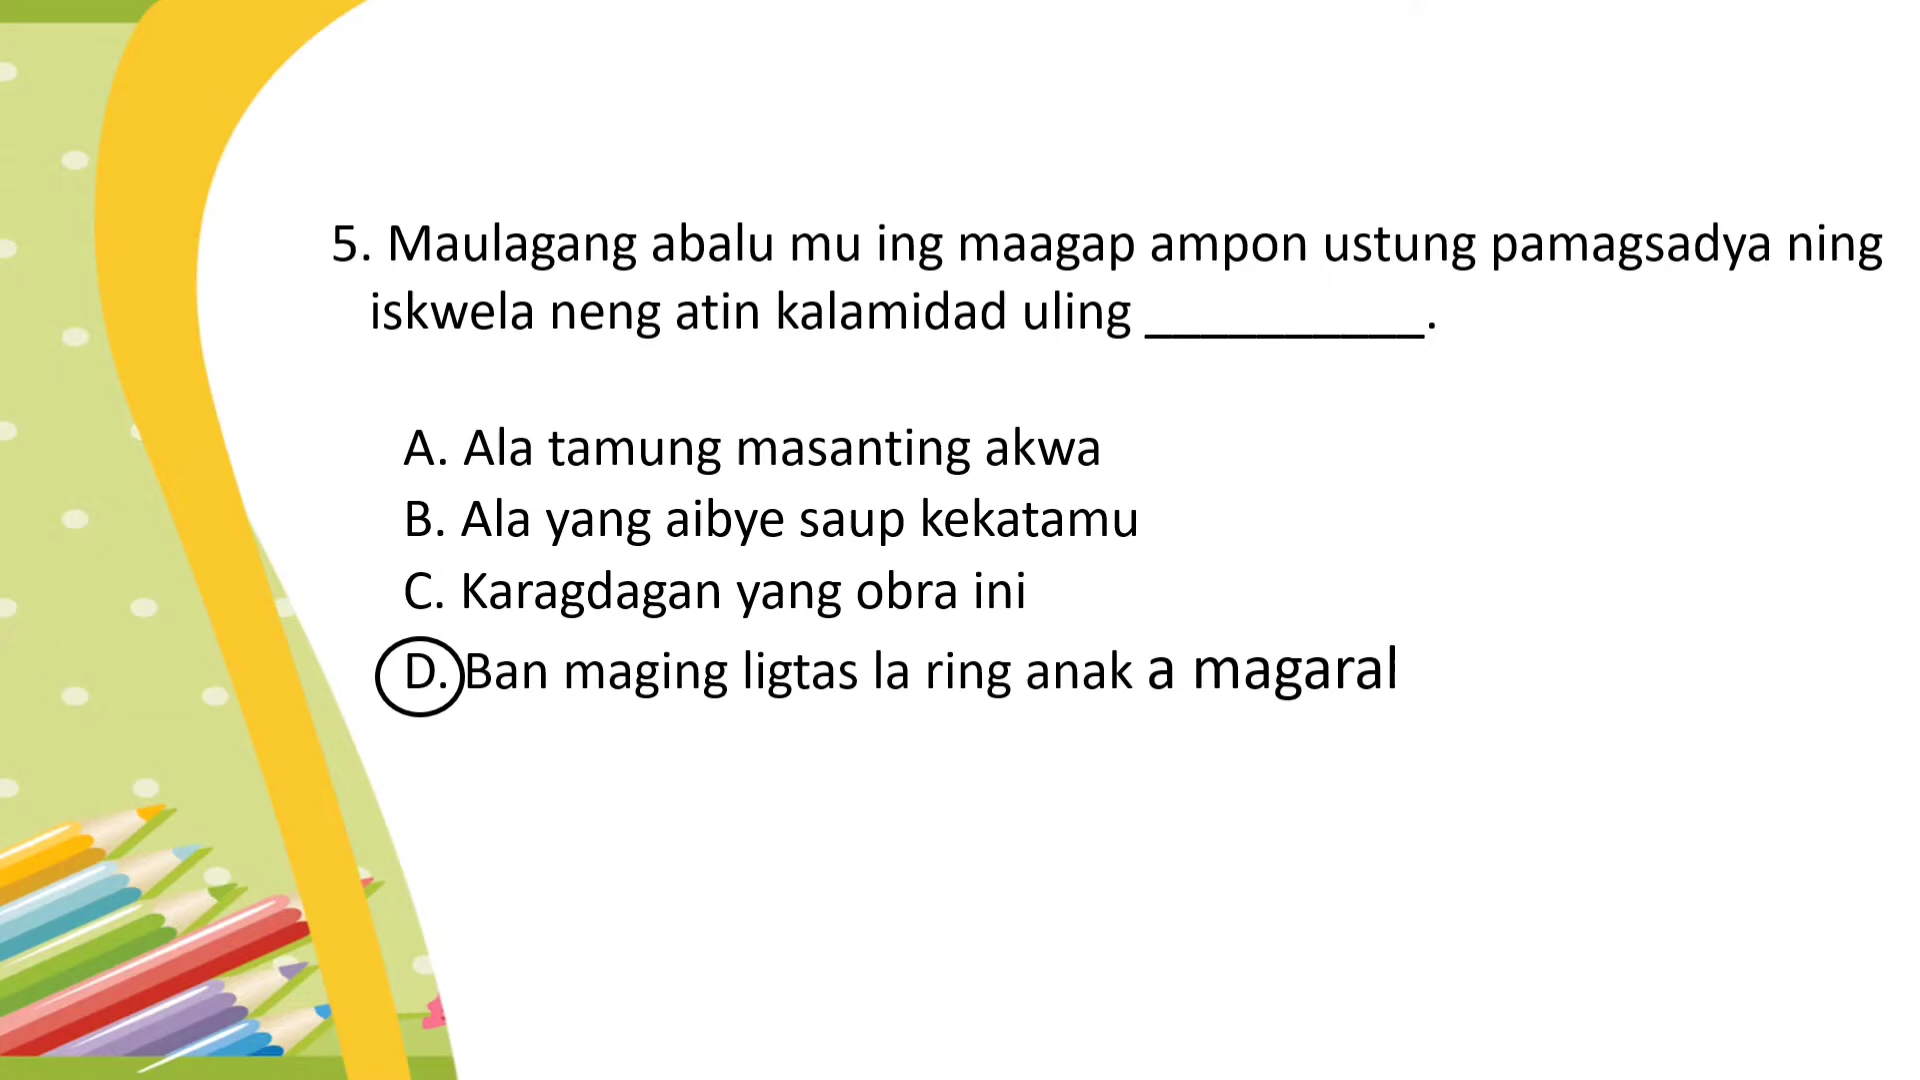 5. Maulagang abalu mu ing maagap ampon ustung pamagsadya ning
iskwela neng atin kalamidad uling __________.
A. Ala tamung masanting akwa
B. Ala yang aibye saup kekatamu
C. Karagdagan yang obra ini
D. Ban maging ligtas la ring anak a magaral